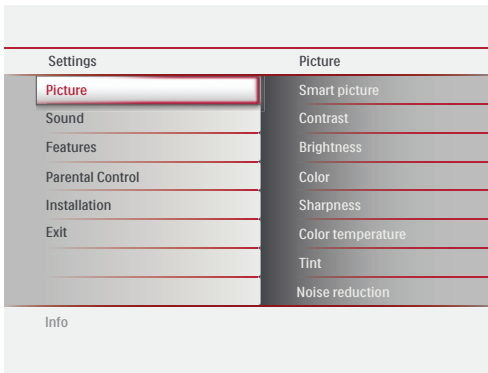 Settings
Picture
Picture
Sound
Features
Parental Control
Installation
Exit
Smart picture
Contrast
Brightness
Color
Sharpness
Color temperature
Tint
Noise reduction
Info